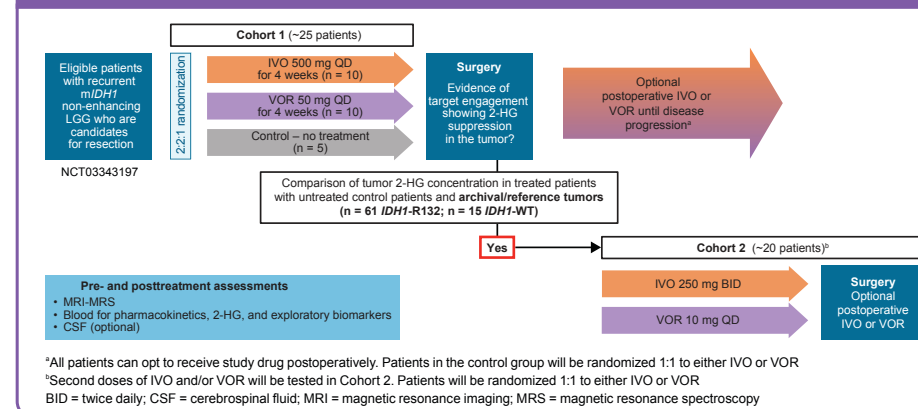 Cohort 1 (~25 patients)
Eligible patients
with recurrent
mIDH1
non-enhancing
LGG who are
candidates
for resection
NCT03343197
2:2:1 randomization
IVO 500 mg QD
for 4 weeks (n = 10)
VOR 50 mg QD
for 4 weeks (n = 10)
Control – no treatment
(n = 5)
Surgery
Evidence of
target engagement
showing 2-HG
suppression
in the tumor?
Optional
postoperative IVO or
VOR until disease
progressionᵃ
Comparison of tumor 2-HG concentration in treated patients
with untreated control patients and archival/reference tumors
(n = 61 IDH1-R132; n = 15 IDH1-WT)
Yes
Cohort 2 (~20 patients)ᵇ
IVO 250 mg BID
VOR 10 mg QD
Surgery
Optional
postoperative
IVO or VOR
Pre- and posttreatment assessments
• MRI-MRS
• Blood for pharmacokinetics, 2-HG, and exploratory biomarkers
• CSF (optional)
ᵃAll patients can opt to receive study drug postoperatively. Patients in the control group will be randomized 1:1 to either IVO or VOR
ᵇSecond doses of IVO and/or VOR will be tested in Cohort 2. Patients will be randomized 1:1 to either IVO or VOR
BID = twice daily; CSF = cerebrospinal fluid; MRI = magnetic resonance imaging; MRS = magnetic resonance spectroscopy